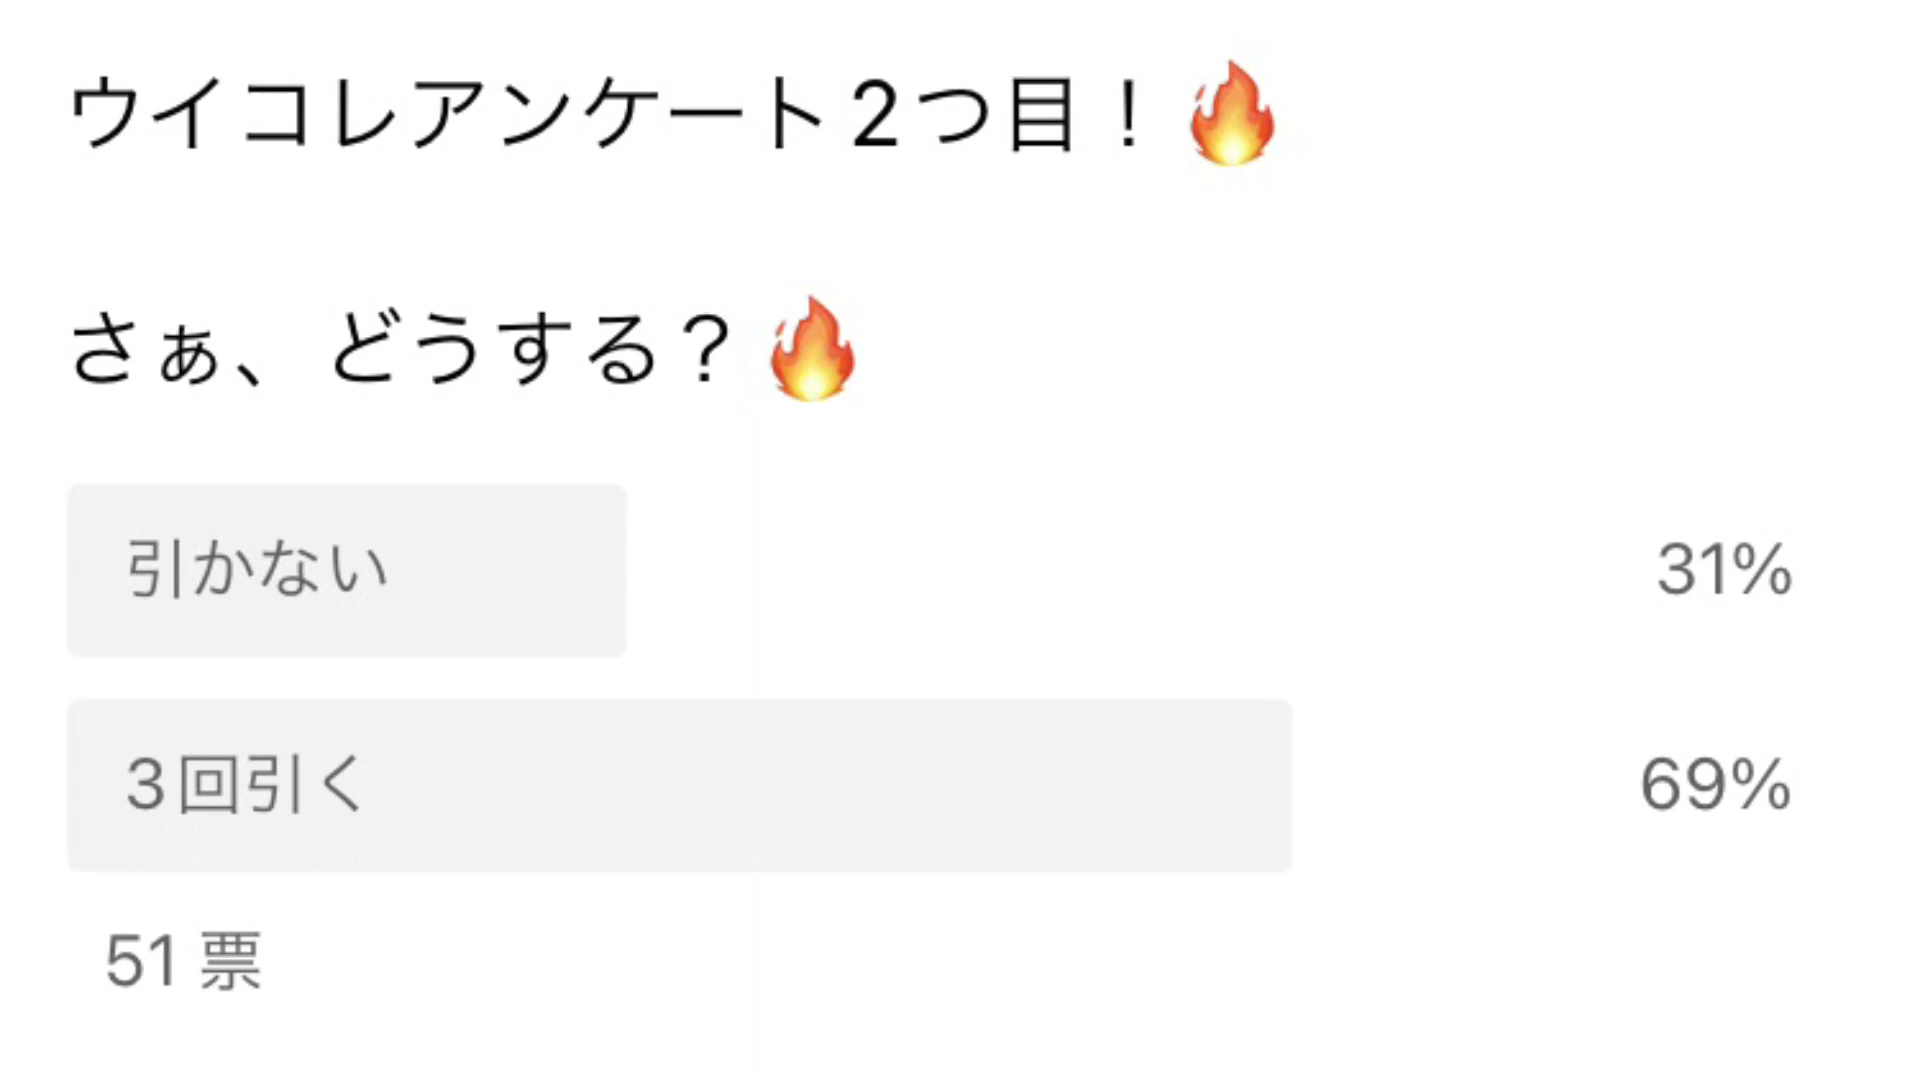 ウイコレアンケート2つ目！🔥
さぁ、どうする？🔥
引かない 31%
3回引く 69%
51 票